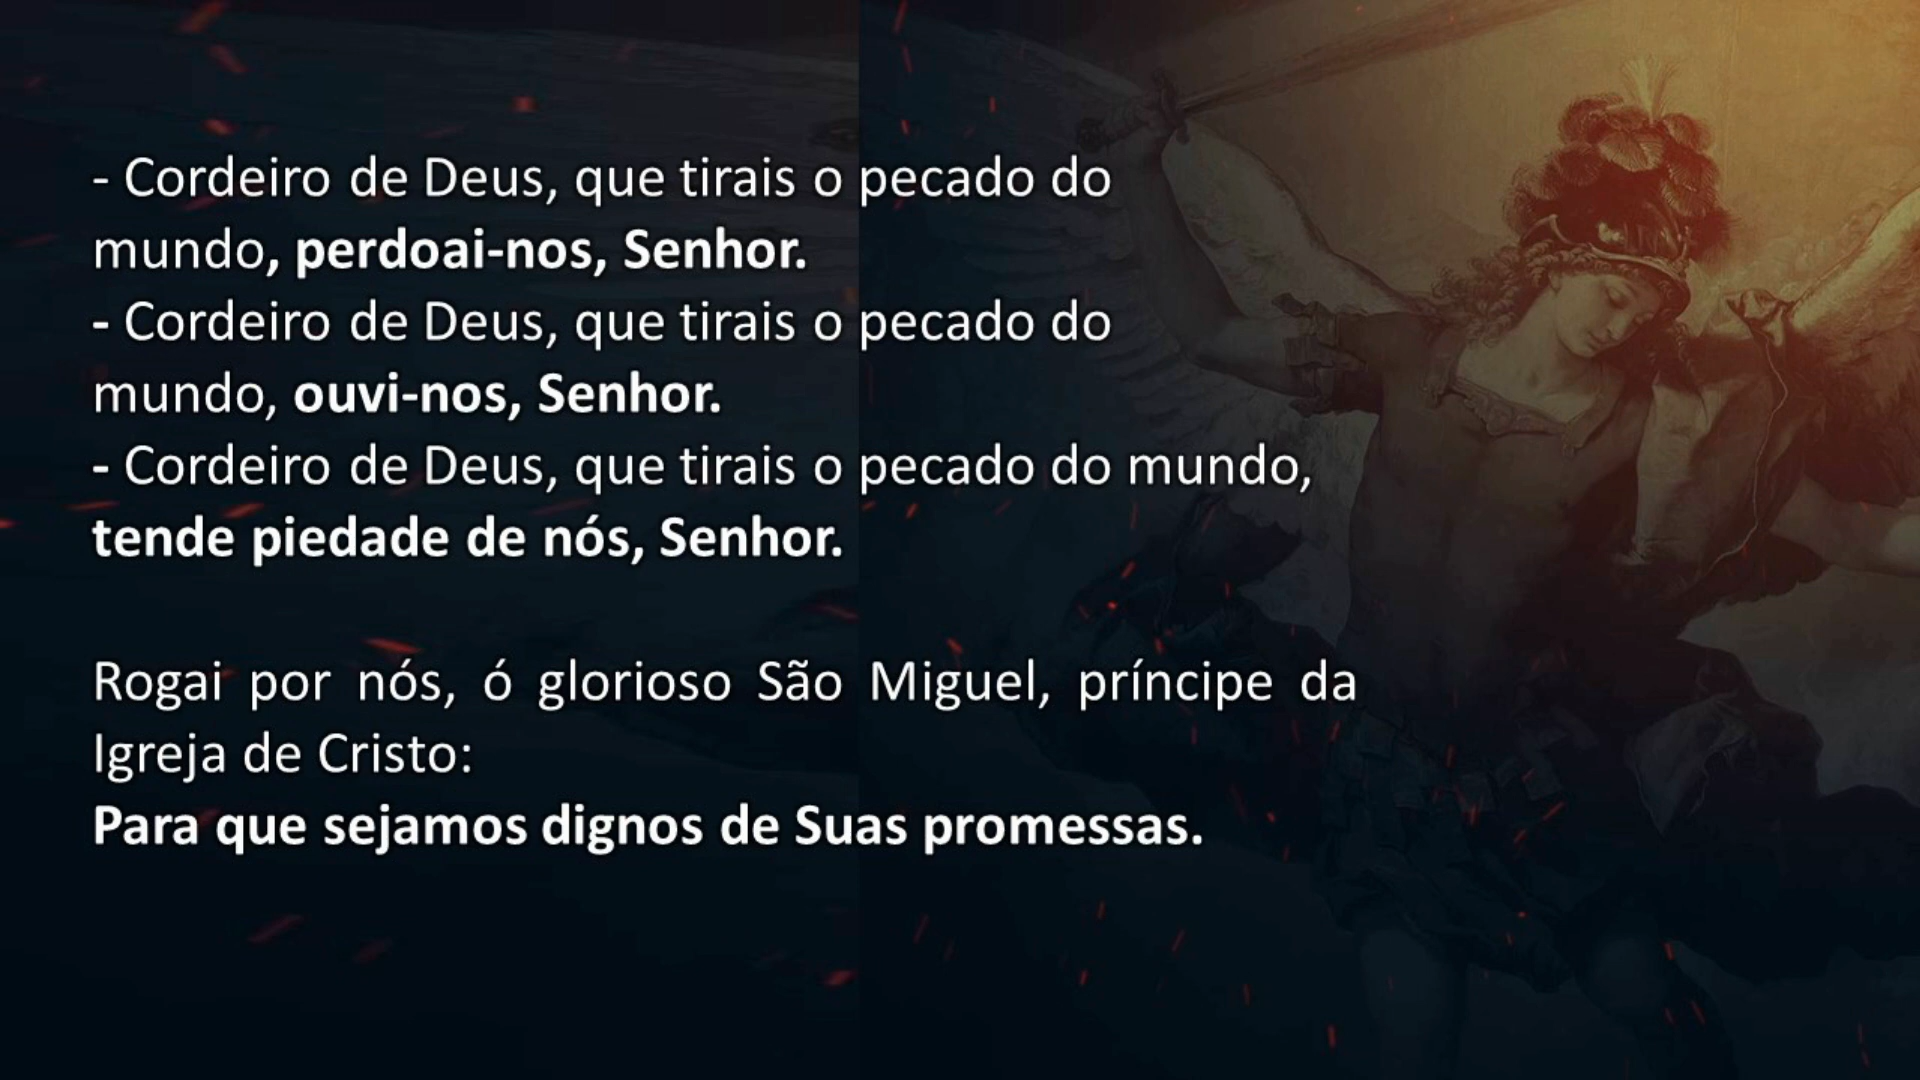 - Cordeiro de Deus, que tirais o pecado do
mundo, perdoai-nos, Senhor.
- Cordeiro de Deus, que tirais o pecado do
mundo, ouvi-nos, Senhor.
- Cordeiro de Deus, que tirais o pecado do mundo,
tende piedade de nós, Senhor.
Rogai por nós, ó glorioso São Miguel, príncipe da
Igreja de Cristo:
Para que sejamos dignos de Suas promessas.